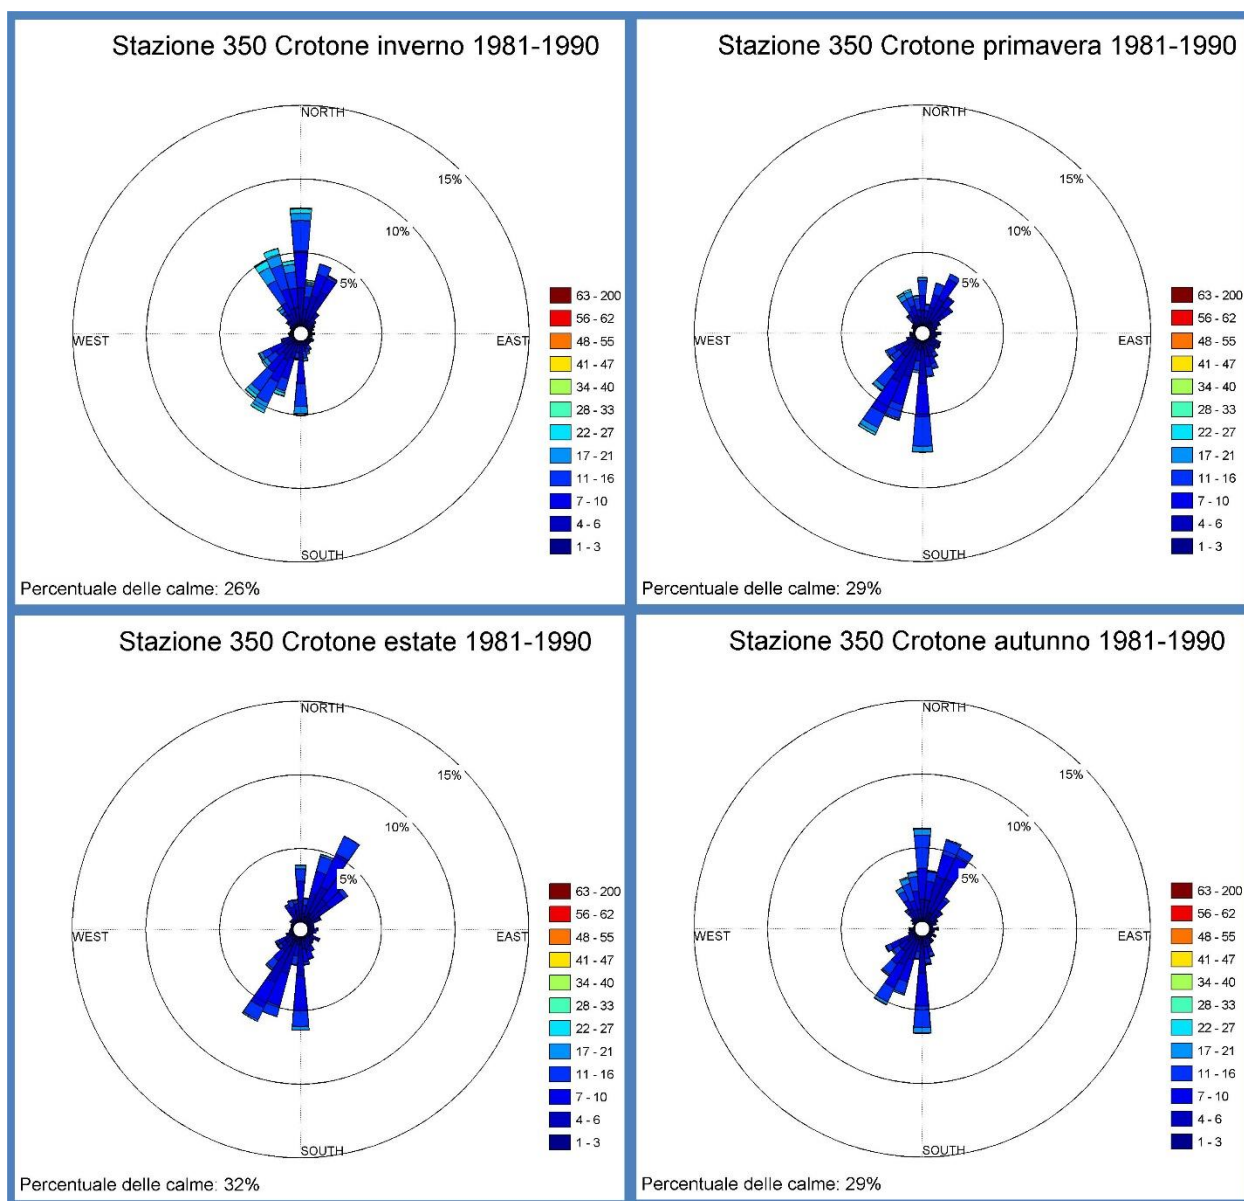 Stazione 350 Crotone inverno 1981-1990
NORTH
15%
10%
5%
WEST
EAST
SOUTH
63 - 200
56 - 62
48 - 55
41 - 47
34 - 40
28 - 33
22 - 27
17 - 21
11 - 16
7 - 10
4 - 6
1 - 3
Percentuale delle calme: 26%
Stazione 350 Crotone primavera 1981-1990
NORTH
15%
10%
5%
WEST
EAST
SOUTH
63 - 200
56 - 62
48 - 55
41 - 47
34 - 40
28 - 33
22 - 27
17 - 21
11 - 16
7 - 10
4 - 6
1 - 3
Percentuale delle calme: 29%
Stazione 350 Crotone estate 1981-1990
NORTH
15%
10%
5%
WEST
EAST
SOUTH
63 - 200
56 - 62
48 - 55
41 - 47
34 - 40
28 - 33
22 - 27
17 - 21
11 - 16
7 - 10
4 - 6
1 - 3
Percentuale delle calme: 32%
Stazione 350 Crotone autunno 1981-1990
NORTH
15%
10%
5%
WEST
EAST
SOUTH
63 - 200
56 - 62
48 - 55
41 - 47
34 - 40
28 - 33
22 - 27
17 - 21
11 - 16
7 - 10
4 - 6
1 - 3
Percentuale delle calme: 29%